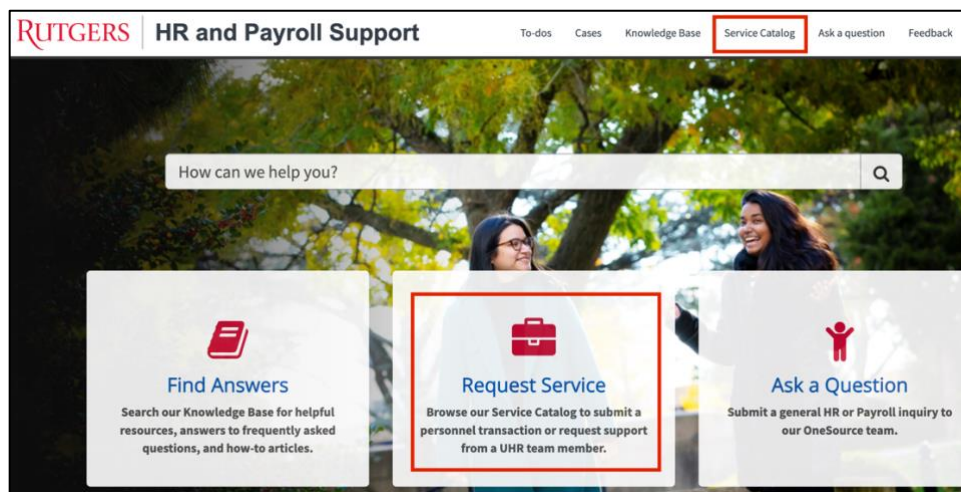 RUTGERS HR and Payroll Support To-dos Cases Knowledge Base Service Catalog Ask a question Feedback
How can we help you?
Find Answers
Search our Knowledge Base for helpful
resources, answers to frequently asked
questions, and how-to articles.
Request Service
Browse our Service Catalog to submit a
personnel transaction or request support
from a UHR team member.
Ask a Question
Submit a general HR or Payroll inquiry to
our OneSource team.